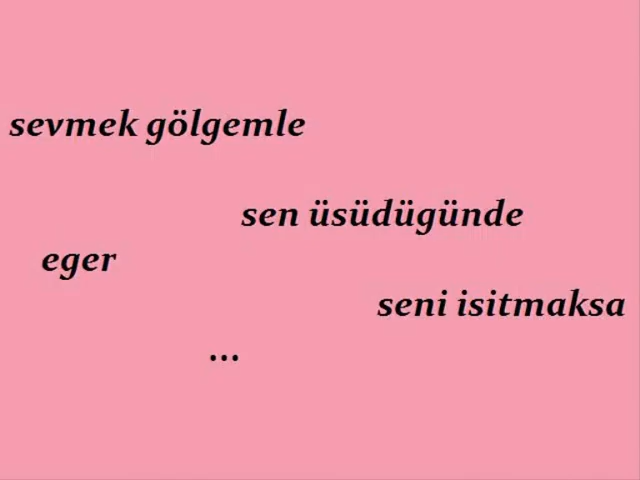 sevmek gölgemle
sen üsüdügünde
eger
seni isitmaksa
...